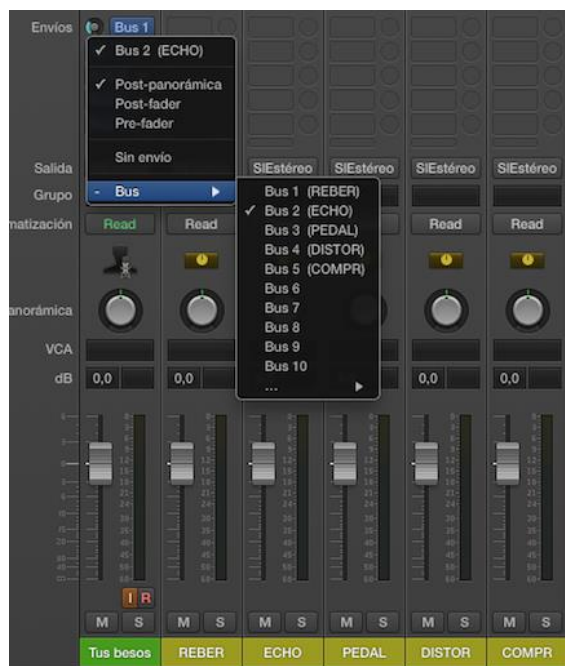 Envíos Bus 1
✓ Bus 2 (ECHO)
✓ Post-panorámica
Post-fader
Pre-fader
Sin envío
- Bus
Salida SlEstéreo SlEstéreo SlEstéreo SlEstéreo
Grupo
Bus 1 (REBER)
✓ Bus 2 (ECHO)
Bus 3 (PEDAL)
Bus 4 (DISTOR)
Bus 5 (COMPR)
Bus 6
Bus 7
Bus 8
Bus 9
Bus 10
...
matización Read Read Read Read
anorámica
VCA
dB 0,0 0,0 0,0 0,0
I R
M S M S M S M S M S M S
Tus besos REBER ECHO PEDAL DISTOR COMPR